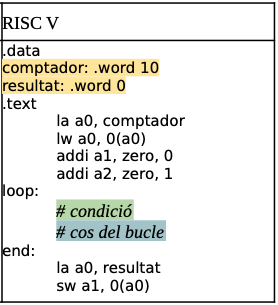 RISC V
.data
comptador: .word 10
resultat: .word 0
.text
la a0, comptador
lw a0, 0(a0)
addi a1, zero, 0
addi a2, zero, 1
loop:
# condició
# cos del bucle
end:
la a0, resultat
sw a1, 0(a0)